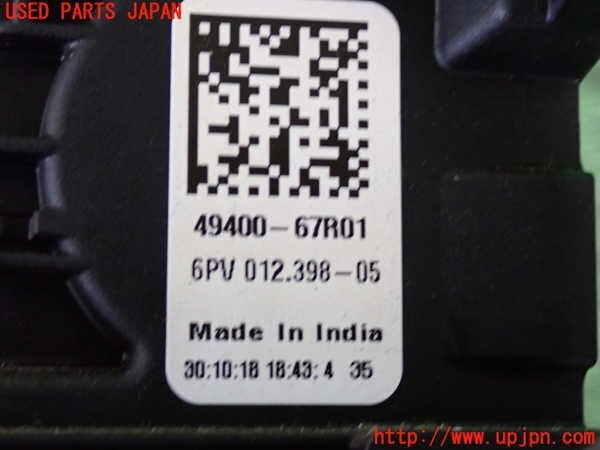 USED PARTS JAPAN
49400-67R01
6PV 012.398-05
Made In India
30:10:18 18:43:4 35
http://www.upjpn.com/